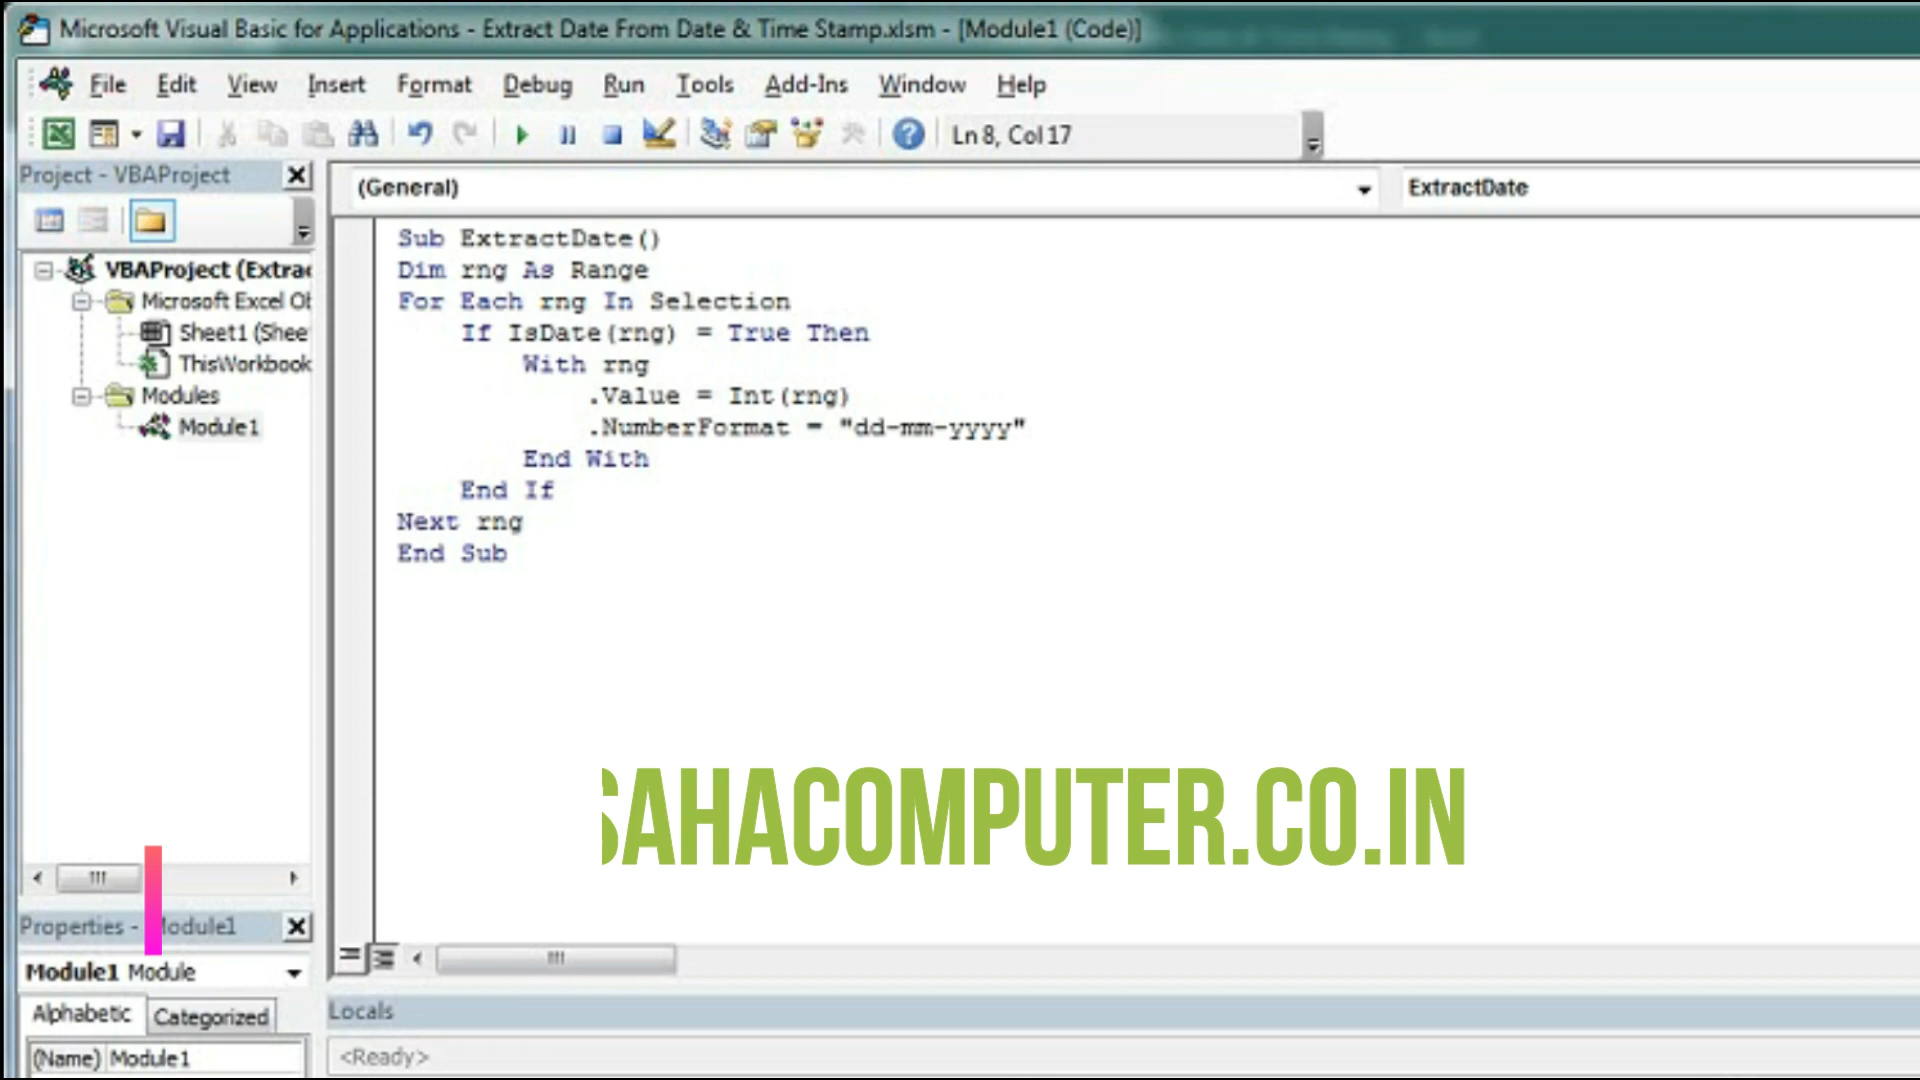 Microsoft Visual Basic for Applications - Extract Date From Date & Time Stamp.xlsm - [Module1 (Code)]
File Edit View Insert Format Debug Run Tools Add-Ins Window Help
Ln 8, Col 17
Project - VBAProject
(General) ExtractDate
VBAProject (Extrac
Microsoft Excel Ob
Sheet1 (Shee
ThisWorkbook
Modules
Module1
Sub ExtractDate()
Dim rng As Range
For Each rng In Selection
    If IsDate(rng) = True Then
        With rng
            .Value = Int(rng)
            .NumberFormat = "dd-mm-yyyy"
        End With
    End If
Next rng
End Sub
SAHACOMPUTER.CO.IN
Properties - Module1
Module1 Module
Alphabetic Categorized
(Name) Module1
Locals
<Ready>